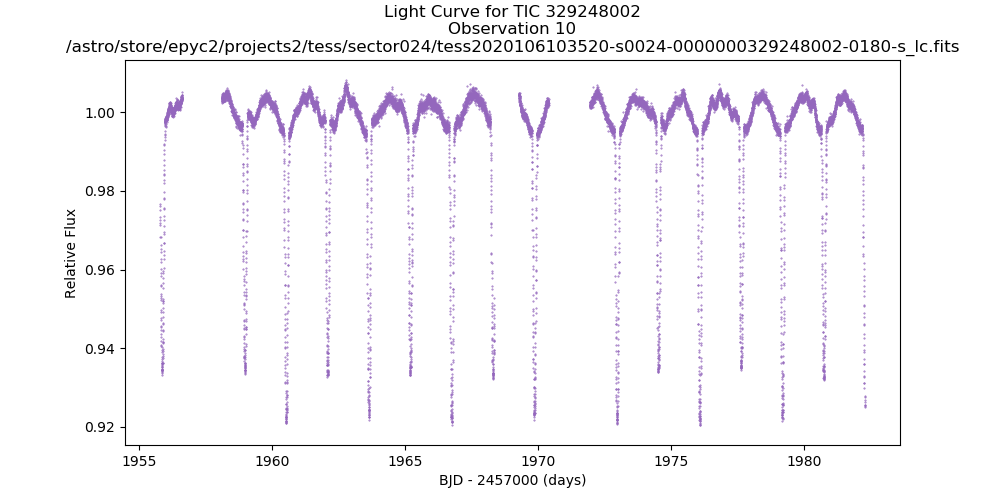 Light Curve for TIC 329248002
Observation 10
/astro/store/epyc2/projects2/tess/sector024/tess2020106103520-s0024-0000000329248002-0180-s_lc.fits
1.00
0.98
0.96
0.94
0.92
Relative Flux
1955
1960
1965
1970
1975
1980
BJD - 2457000 (days)